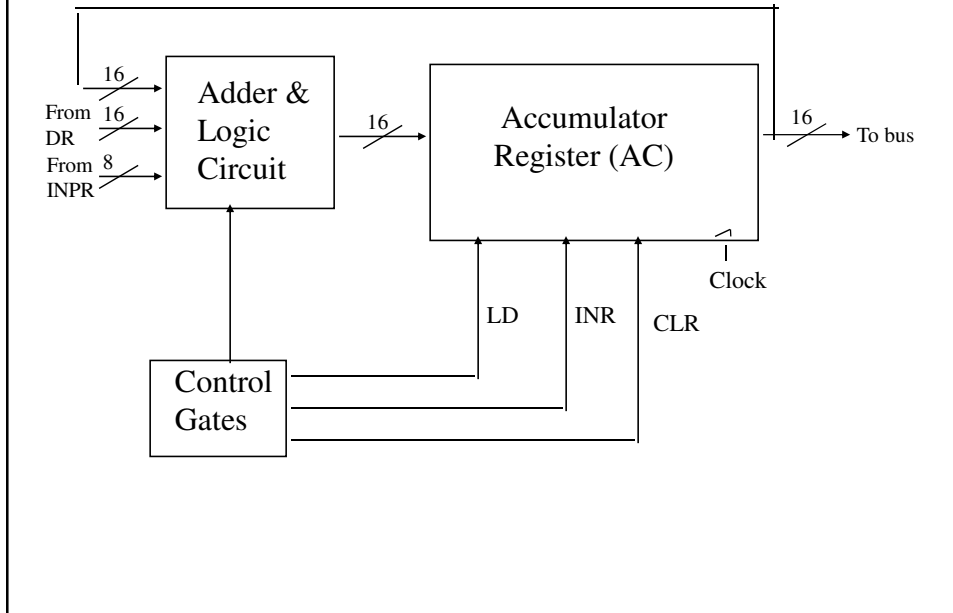 16
From
DR
16
From 8
INPR
Adder &
Logic
Circuit
16
Accumulator
Register (AC)
16
To bus
Clock
LD
INR
CLR
Control
Gates